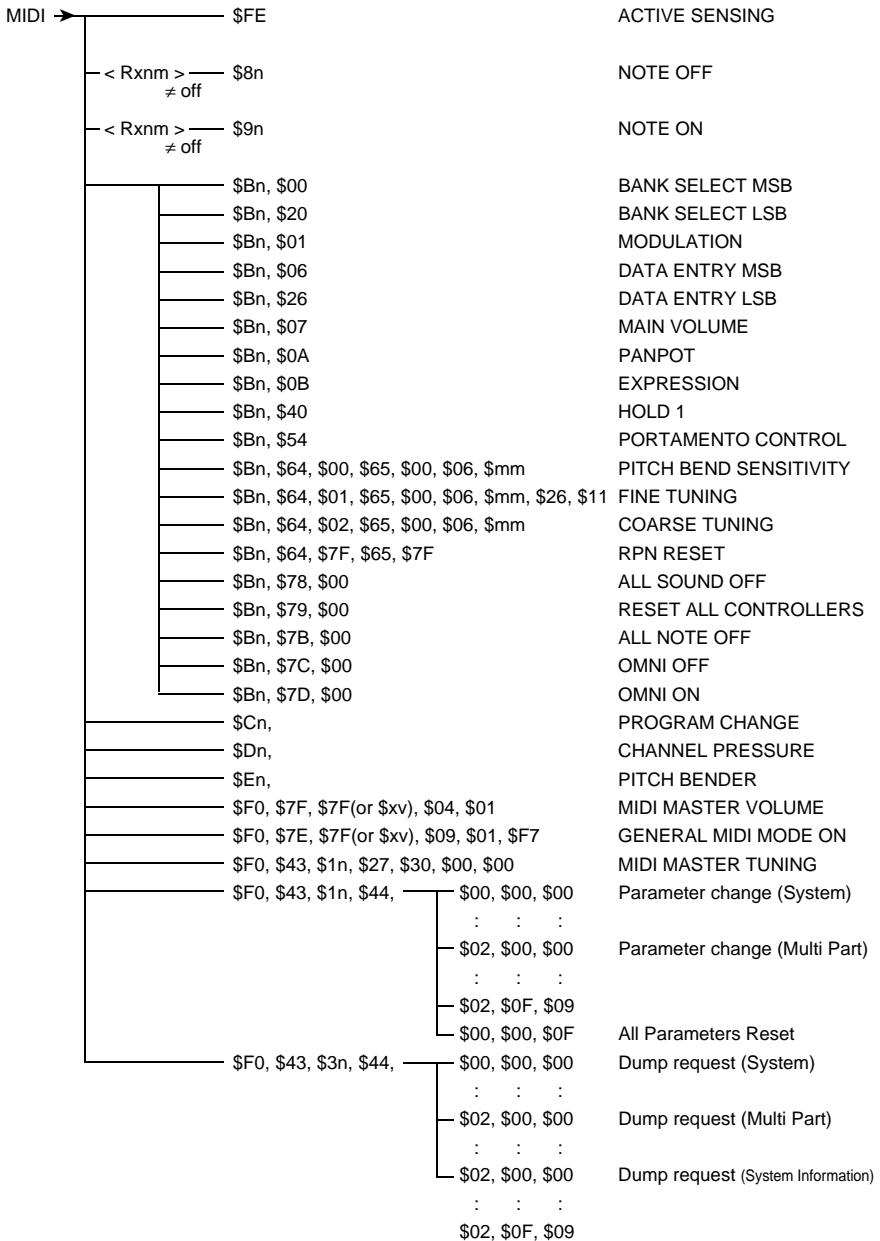 MIDI $FE ACTIVE SENSING
< Rxnm > $8n NOTE OFF
≠ off
< Rxnm > $9n NOTE ON
≠ off
$Bn, $00 BANK SELECT MSB
$Bn, $20 BANK SELECT LSB
$Bn, $01 MODULATION
$Bn, $06 DATA ENTRY MSB
$Bn, $26 DATA ENTRY LSB
$Bn, $07 MAIN VOLUME
$Bn, $0A PANPOT
$Bn, $0B EXPRESSION
$Bn, $40 HOLD 1
$Bn, $54 PORTAMENTO CONTROL
$Bn, $64, $00, $65, $00, $06, $mm PITCH BEND SENSITIVITY
$Bn, $64, $01, $65, $00, $06, $mm, $26, $11 FINE TUNING
$Bn, $64, $02, $65, $00, $06, $mm COARSE TUNING
$Bn, $64, $7F, $65, $7F RPN RESET
$Bn, $78, $00 ALL SOUND OFF
$Bn, $79, $00 RESET ALL CONTROLLERS
$Bn, $7B, $00 ALL NOTE OFF
$Bn, $7C, $00 OMNI OFF
$Bn, $7D, $00 OMNI ON
$Cn, PROGRAM CHANGE
$Dn, CHANNEL PRESSURE
$En, PITCH BENDER
$F0, $7F, $7F(or $xv), $04, $01 MIDI MASTER VOLUME
$F0, $7E, $7F(or $xv), $09, $01, $F7 GENERAL MIDI MODE ON
$F0, $43, $1n, $27, $30, $00, $00 MIDI MASTER TUNING
$F0, $43, $1n, $44, $00, $00, $00 Parameter change (System)
: : :
$02, $00, $00 Parameter change (Multi Part)
: : :
$02, $0F, $09
$00, $00, $0F All Parameters Reset
$F0, $43, $3n, $44, $00, $00, $00 Dump request (System)
: : :
$02, $00, $00 Dump request (Multi Part)
: : :
$02, $00, $00 Dump request (System Information)
: : :
$02, $0F, $09